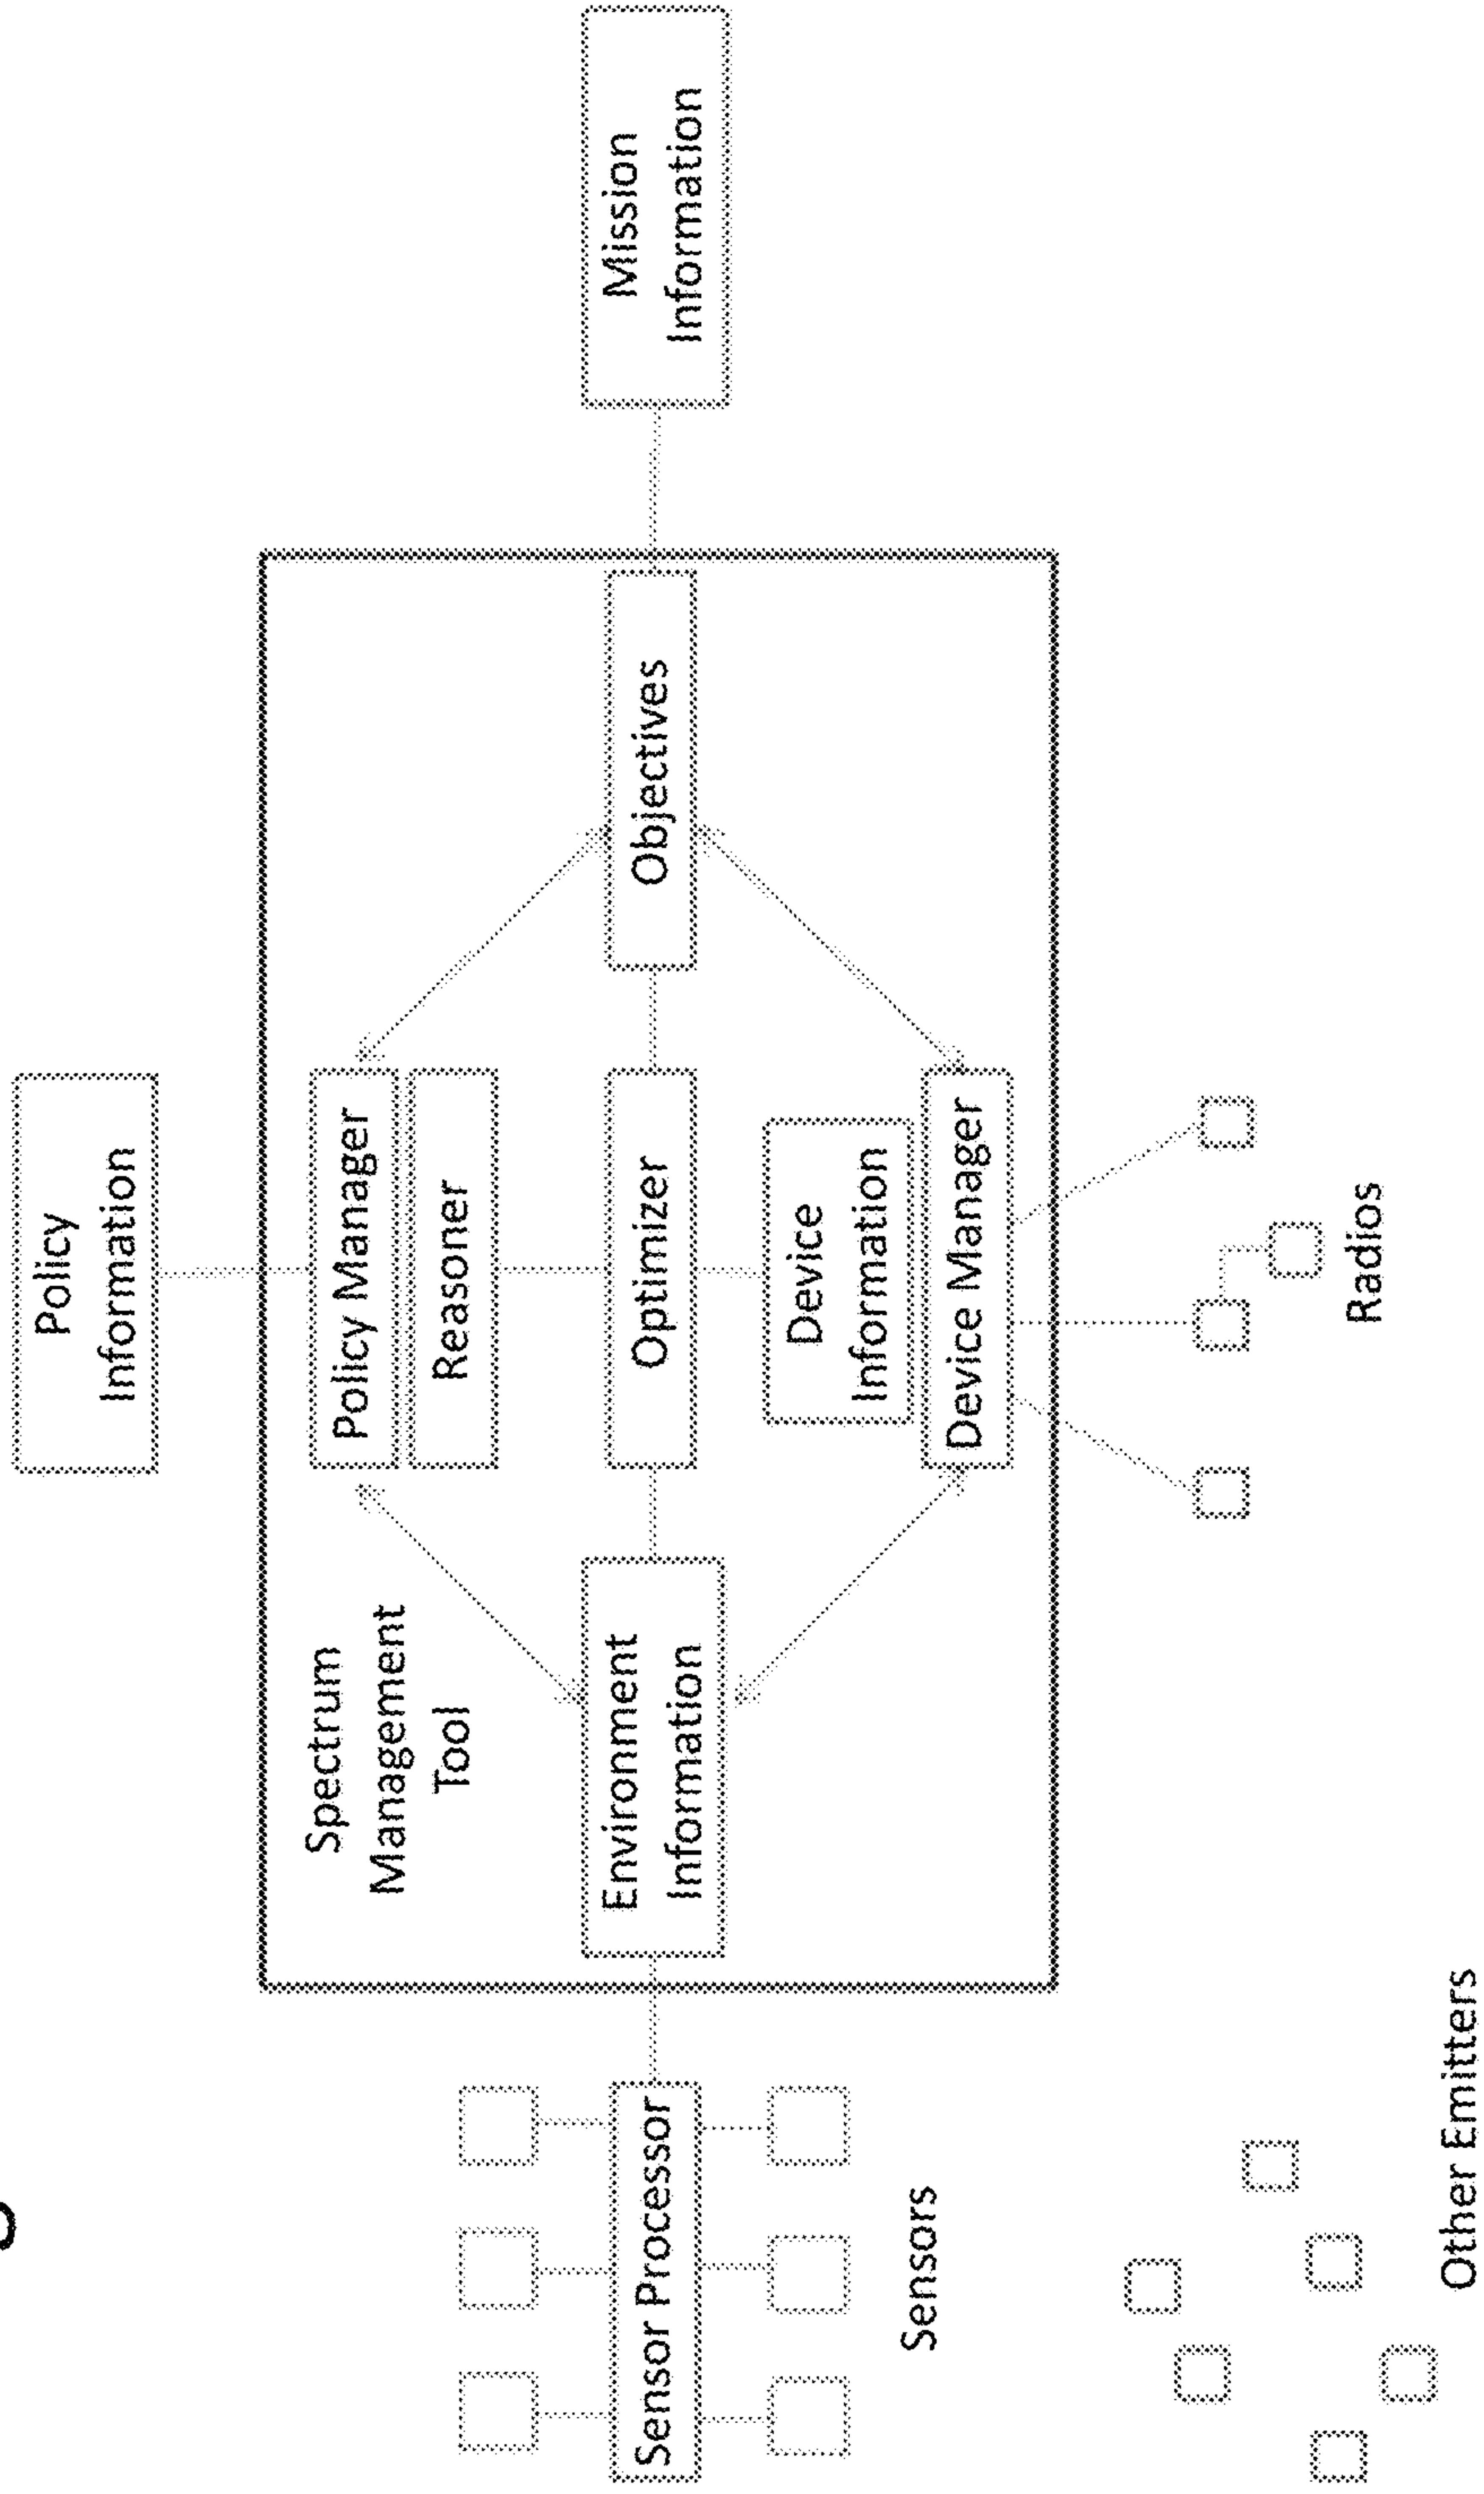 Policy
Information
Spectrum
Management
Tool
Policy Manager
Reasoner
Sensor Processor
Environment
Information
Optimizer
Objectives
Mission
Information
Device
Information
Device Manager
Sensors
Radios
Other Emitters